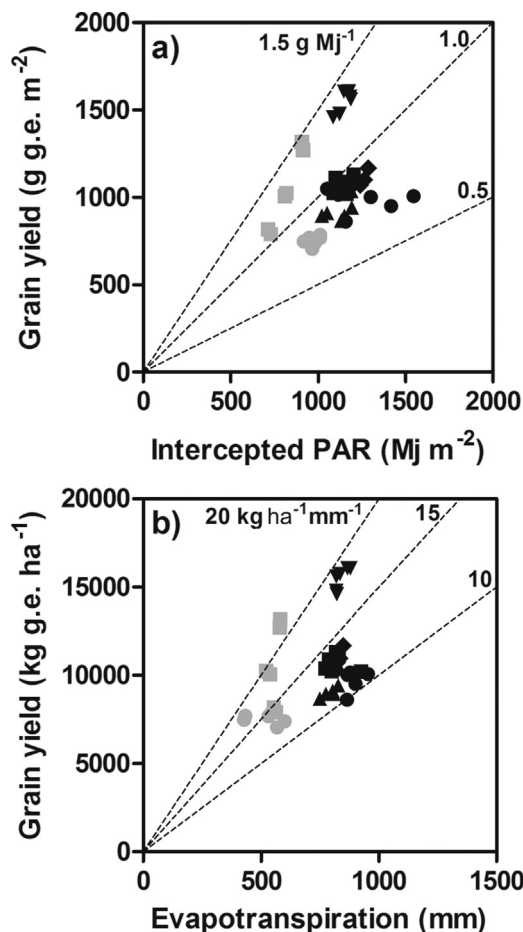 a)
1.5 g Mj⁻¹
1.0
0.5
2000
1500
1000
500
0
Grain yield (g g.e. m⁻²)
0 500 1000 1500 2000
Intercepted PAR (Mj m⁻²)
b)
20 kg ha⁻¹mm⁻¹
15
10
20000
15000
10000
5000
0
Grain yield (kg g.e. ha⁻¹)
0 500 1000 1500
Evapotranspiration (mm)